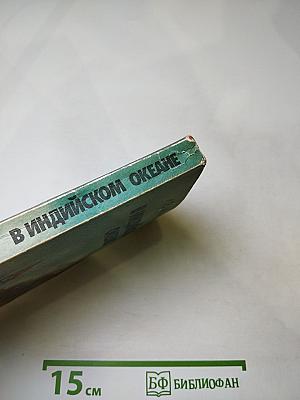 В ИНДИЙСКОМ ОКЕАНЕ
15 см
БФ БИБЛИОФАН